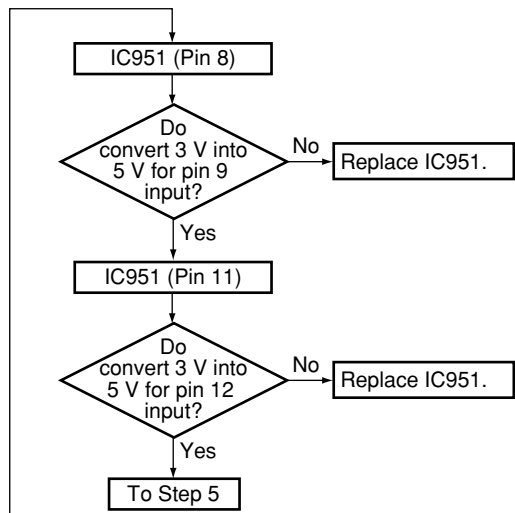 IC951 (Pin 8)
Do
convert 3 V into
5 V for pin 9
input?
No
Replace IC951.
Yes
IC951 (Pin 11)
Do
convert 3 V into
5 V for pin 12
input?
No
Replace IC951.
Yes
To Step 5